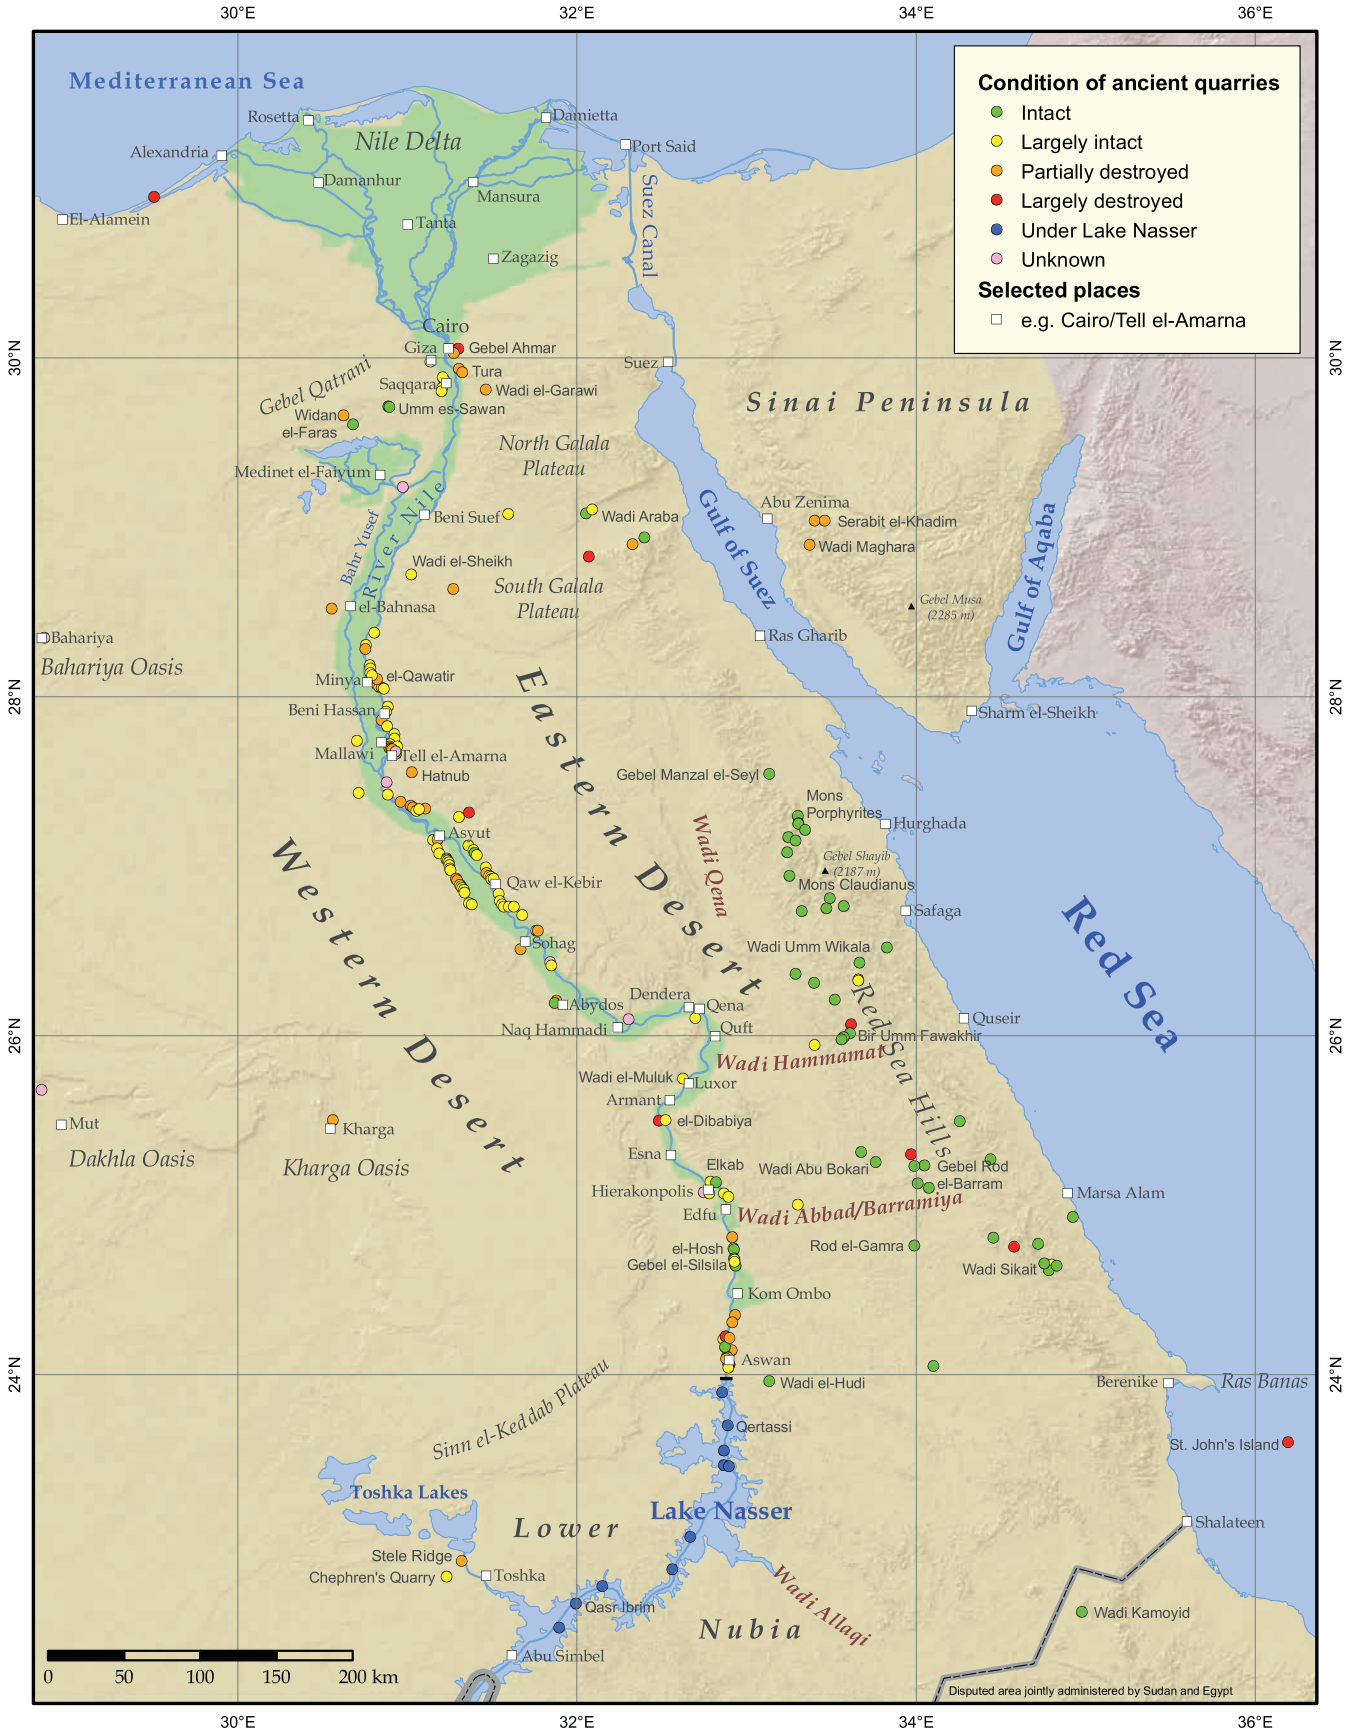 30°E
32°E
34°E
36°E
Mediterranean Sea
Condition of ancient quarries
Intact
Largely intact
Partially destroyed
Largely destroyed
Under Lake Nasser
Unknown
Selected places
e.g. Cairo/Tell el-Amarna
Rosetta
Damietta
Nile Delta
Alexandria
Port Said
Damanhur
Mansura
Suez Canal
El-Alamein
Tanta
Zagazig
Cairo
Giza
Gebel Ahmar
30°N
30°N
Suez
Gebel Qatrani
Tura
Saqqara
Wadi el-Garawi
Sinai Peninsula
Umm es-Sawan
Widan
el-Faras
North Galala
Plateau
Medinet el-Faiyum
Gulf of Suez
Abu Zenima
Beni Suef
Wadi Araba
Serabit el-Khadim
Wadi Maghara
Gulf of Aqaba
Bahr Yusef
River Nile
Wadi el-Sheikh
South Galala
Plateau
Gebel Musa
(2285 m)
el-Bahnasa
Ras Gharib
Bahariya
Bahariya Oasis
Minya
el-Qawatir
28°N
28°N
Eastern Desert
Beni Hassan
Sharm el-Sheikh
Mallawi
Tell el-Amarna
Hatnub
Gebel Manzal el-Seyl
Mons
Porphyrites
Hurghada
Asyut
Wadi Qena
Gebel Shayib
(2187 m)
Western Desert
Qaw el-Kebir
Mons Claudianus
Safaga
Red Sea
Sohag
Wadi Umm Wikala
Red Sea Hills
Dendera
Qena
Abydos
Quseir
Naq Hammadi
Quft
26°N
26°N
Bir Umm Fawakhir
Wadi Hammamat
Wadi el-Muluk
Luxor
Armant
Mut
Kharga
el-Dibabiya
Dakhla Oasis
Kharga Oasis
Esna
Elkab
Wadi Abu Bokari
Gebel Rod
el-Barram
Hierakonpolis
Marsa Alam
Edfu
Wadi Abbad/Barramiya
el-Hosh
Rod el-Gamra
Gebel el-Silsila
Wadi Sikait
Kom Ombo
Aswan
24°N
24°N
Wadi el-Hudi
Berenike
Ras Banas
Sinn el-Keddab Plateau
Qertassi
St. John's Island
Toshka Lakes
Lake Nasser
Lower
Shalateen
Stele Ridge
Chephren's Quarry
Toshka
Wadi Allaqi
Qasr Ibrim
Wadi Kamoyid
Nubia
Abu Simbel
0 50 100 150 200 km
Disputed area jointly administered by Sudan and Egypt
30°E
32°E
34°E
36°E